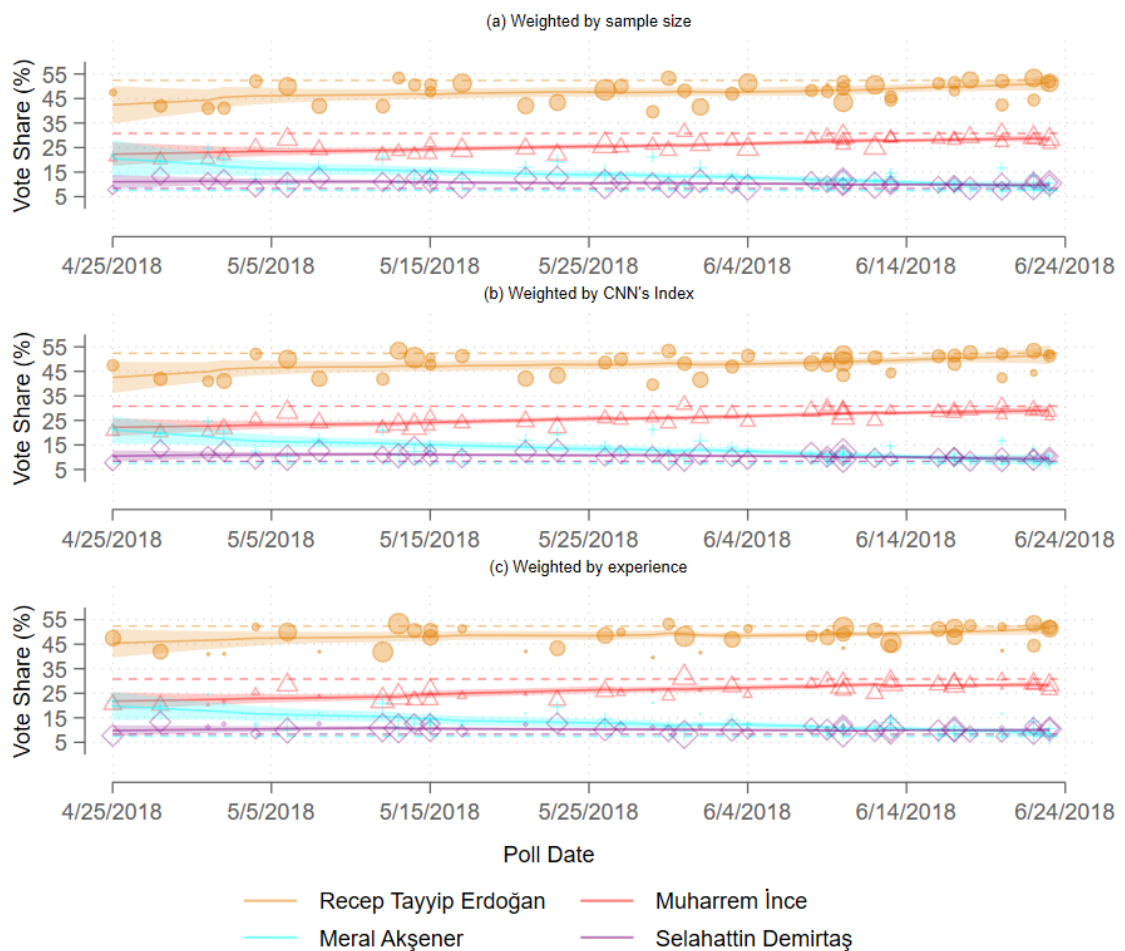 (a) Weighted by sample size
Vote Share (%)
55
45
35
25
15
5
4/25/2018 5/5/2018 5/15/2018 5/25/2018 6/4/2018 6/14/2018 6/24/2018
(b) Weighted by CNN's Index
Vote Share (%)
55
45
35
25
15
5
4/25/2018 5/5/2018 5/15/2018 5/25/2018 6/4/2018 6/14/2018 6/24/2018
(c) Weighted by experience
Vote Share (%)
55
45
35
25
15
5
4/25/2018 5/5/2018 5/15/2018 5/25/2018 6/4/2018 6/14/2018 6/24/2018
Poll Date
Recep Tayyip Erdoğan Muharrem İnce
Meral Akşener Selahattin Demirtaş